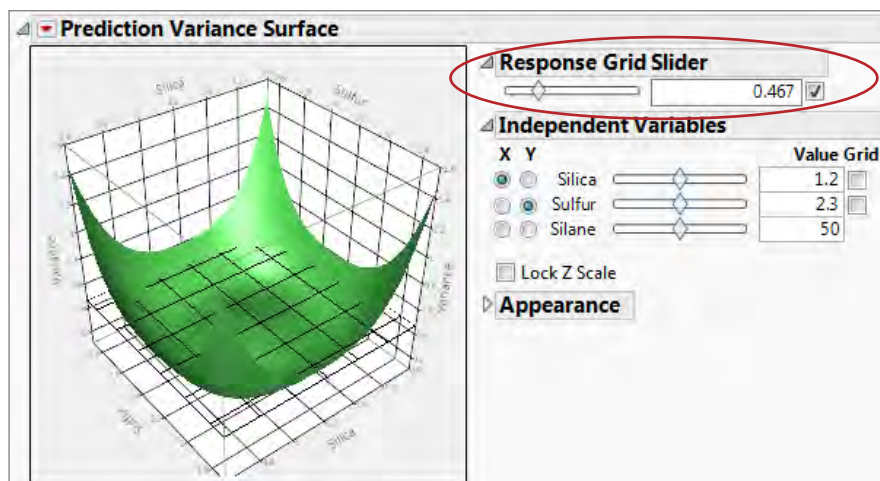 Prediction Variance Surface
Response Grid Slider
0.467
Independent Variables
X Y Value Grid
Silica 1.2
Sulfur 2.3
Silane 50
Lock Z Scale
Appearance
Silica
Sulfur
Variance
Variance
Sulfur
Silica